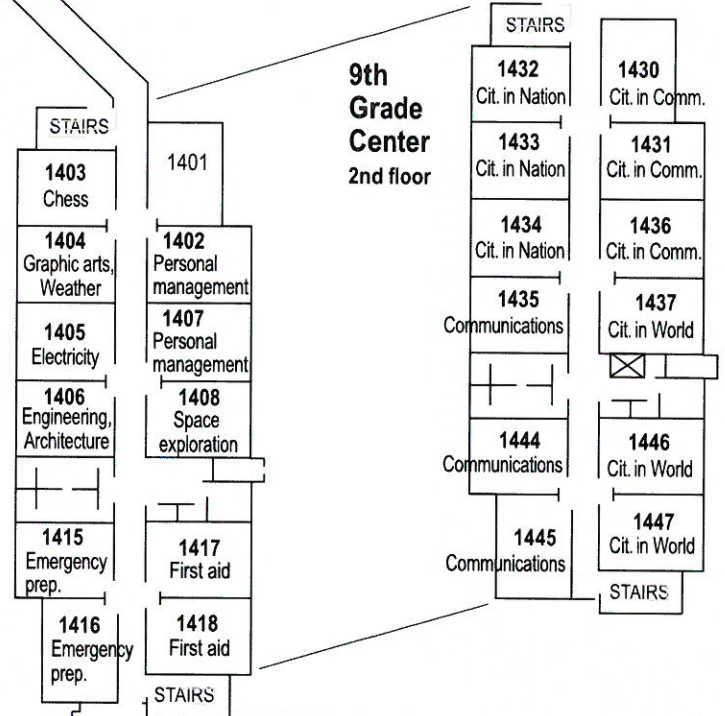 STAIRS
1403
Chess
1401
1404
Graphic arts,
Weather
1402
Personal
management
1405
Electricity
1407
Personal
management
1406
Engineering,
Architecture
1408
Space
exploration
1415
Emergency
prep.
1417
First aid
1416
Emergency
prep.
1418
First aid
STAIRS
9th
Grade
Center
2nd floor
STAIRS
1432
Cit. in Nation
1430
Cit. in Comm.
1433
Cit. in Nation
1431
Cit. in Comm.
1434
Cit. in Nation
1436
Cit. in Comm.
1435
Communications
1437
Cit. in World
1444
Communications
1446
Cit. in World
1445
Communications
1447
Cit. in World
STAIRS